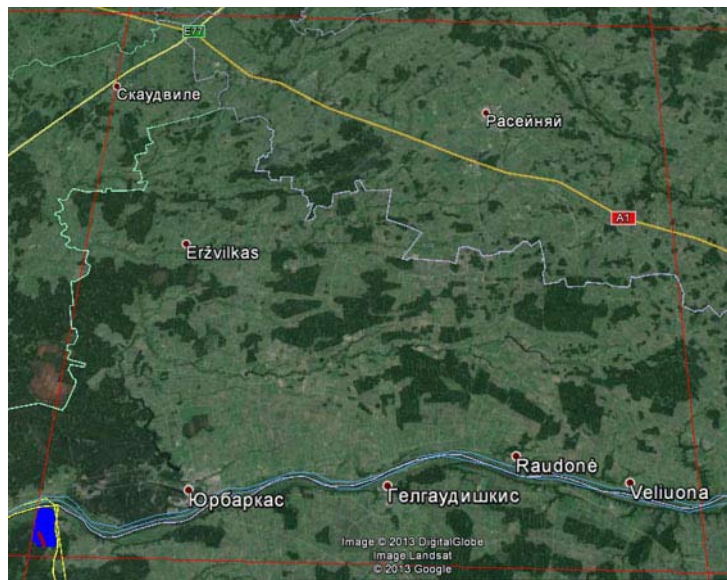 E77
Скаудвиле
Расейняй
A1
Eržvilkas
Raudonė
Юрбаркас
Гелгаудишкис
Veliuona
Image © 2013 DigitalGlobe
Image Landsat
© 2013 Google